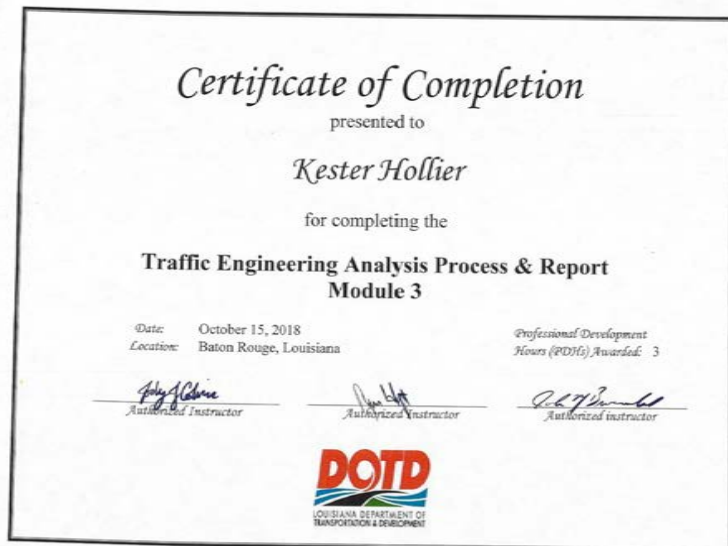 Certificate of Completion
presented to
Kester Hollier
for completing the
Traffic Engineering Analysis Process & Report
Module 3
Date: October 15, 2018
Location: Baton Rouge, Louisiana
Professional Development
Hours (PDHs) Awarded: 3
Authorized Instructor
Authorized Instructor
Authorized instructor
DOTD
LOUISIANA DEPARTMENT OF
TRANSPORTATION & DEVELOPMENT